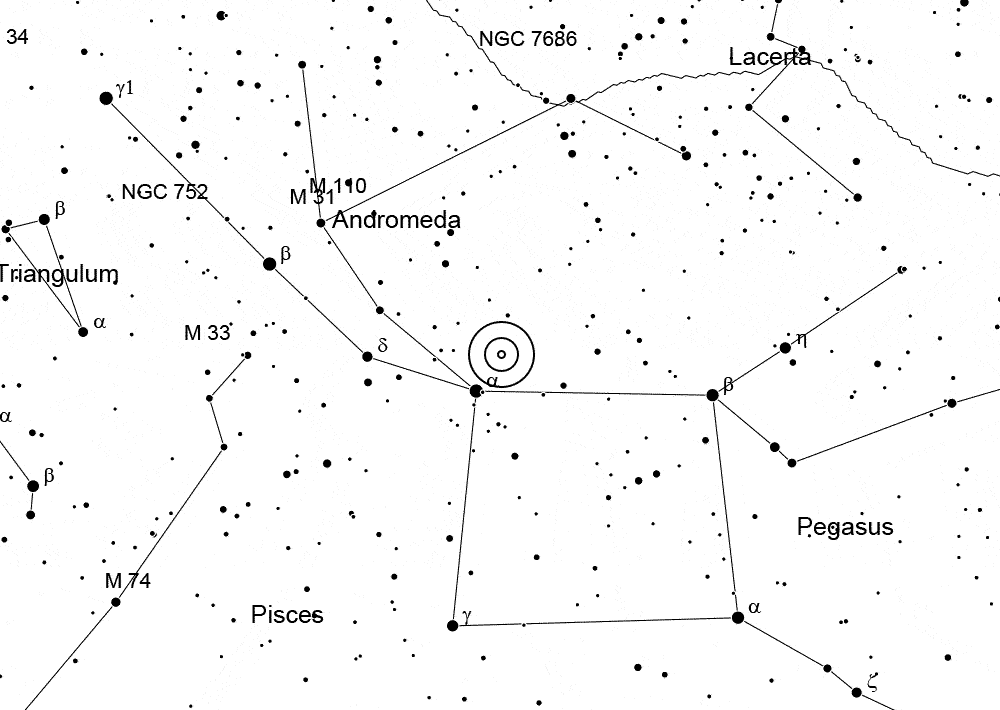 34
NGC 7686
Lacerta
γ1
M 110
M 31
NGC 752
β
Andromeda
β
Triangulum
α
M 33
η
δ
α
β
α
β
Pegasus
M 74
α
Pisces
γ
ζ